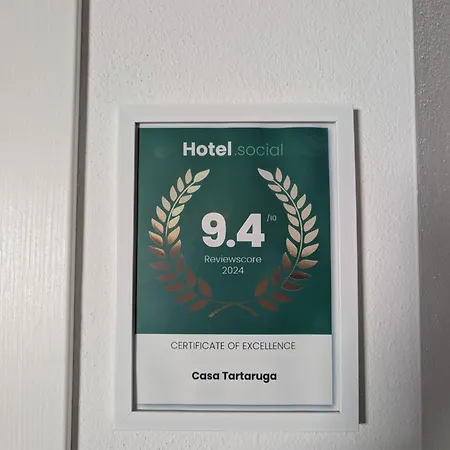 Hotel.social
9.4 /10
Reviewscore
2024
CERTIFICATE OF EXCELLENCE
Casa Tartaruga